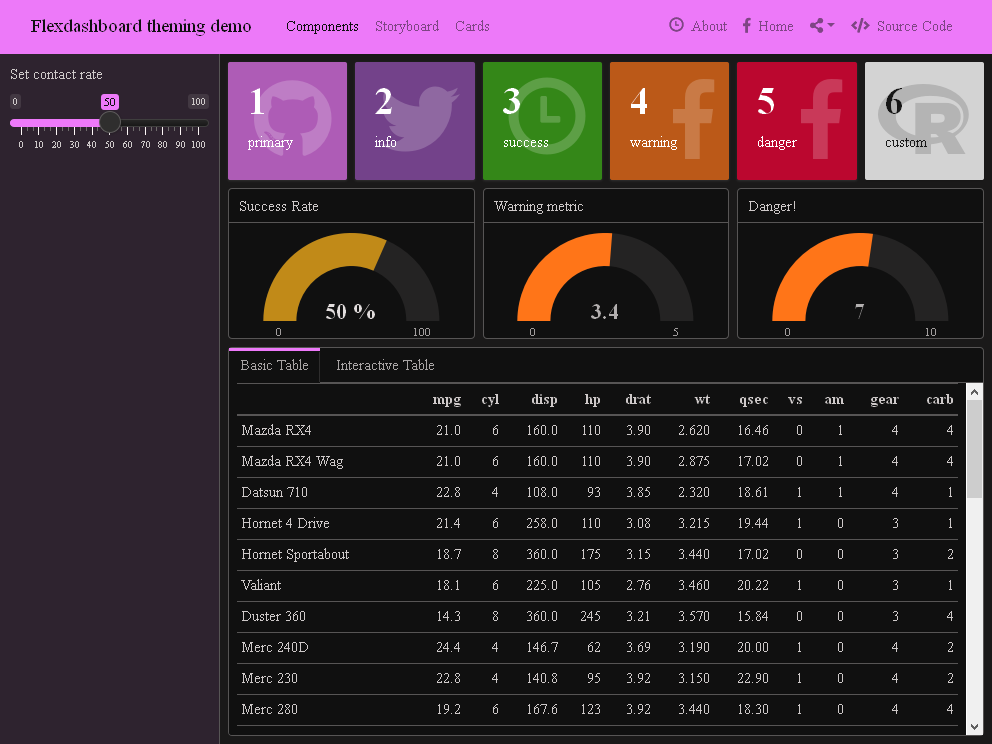 Flexdashboard theming demo Components Storyboard Cards About Home Source Code
Set contact rate
0 50 100
0 10 20 30 40 50 60 70 80 90 100
1 2 3 4 5 6
primary info success warning danger custom
Success Rate Warning metric Danger!
50 % 3.4 7
0 100 0 5 0 10
Basic Table Interactive Table
mpg cyl disp hp drat wt qsec vs am gear carb
Mazda RX4 21.0 6 160.0 110 3.90 2.620 16.46 0 1 4 4
Mazda RX4 Wag 21.0 6 160.0 110 3.90 2.875 17.02 0 1 4 4
Datsun 710 22.8 4 108.0 93 3.85 2.320 18.61 1 1 4 1
Hornet 4 Drive 21.4 6 258.0 110 3.08 3.215 19.44 1 0 3 1
Hornet Sportabout 18.7 8 360.0 175 3.15 3.440 17.02 0 0 3 2
Valiant 18.1 6 225.0 105 2.76 3.460 20.22 1 0 3 1
Duster 360 14.3 8 360.0 245 3.21 3.570 15.84 0 0 3 4
Merc 240D 24.4 4 146.7 62 3.69 3.190 20.00 1 0 4 2
Merc 230 22.8 4 140.8 95 3.92 3.150 22.90 1 0 4 2
Merc 280 19.2 6 167.6 123 3.92 3.440 18.30 1 0 4 4